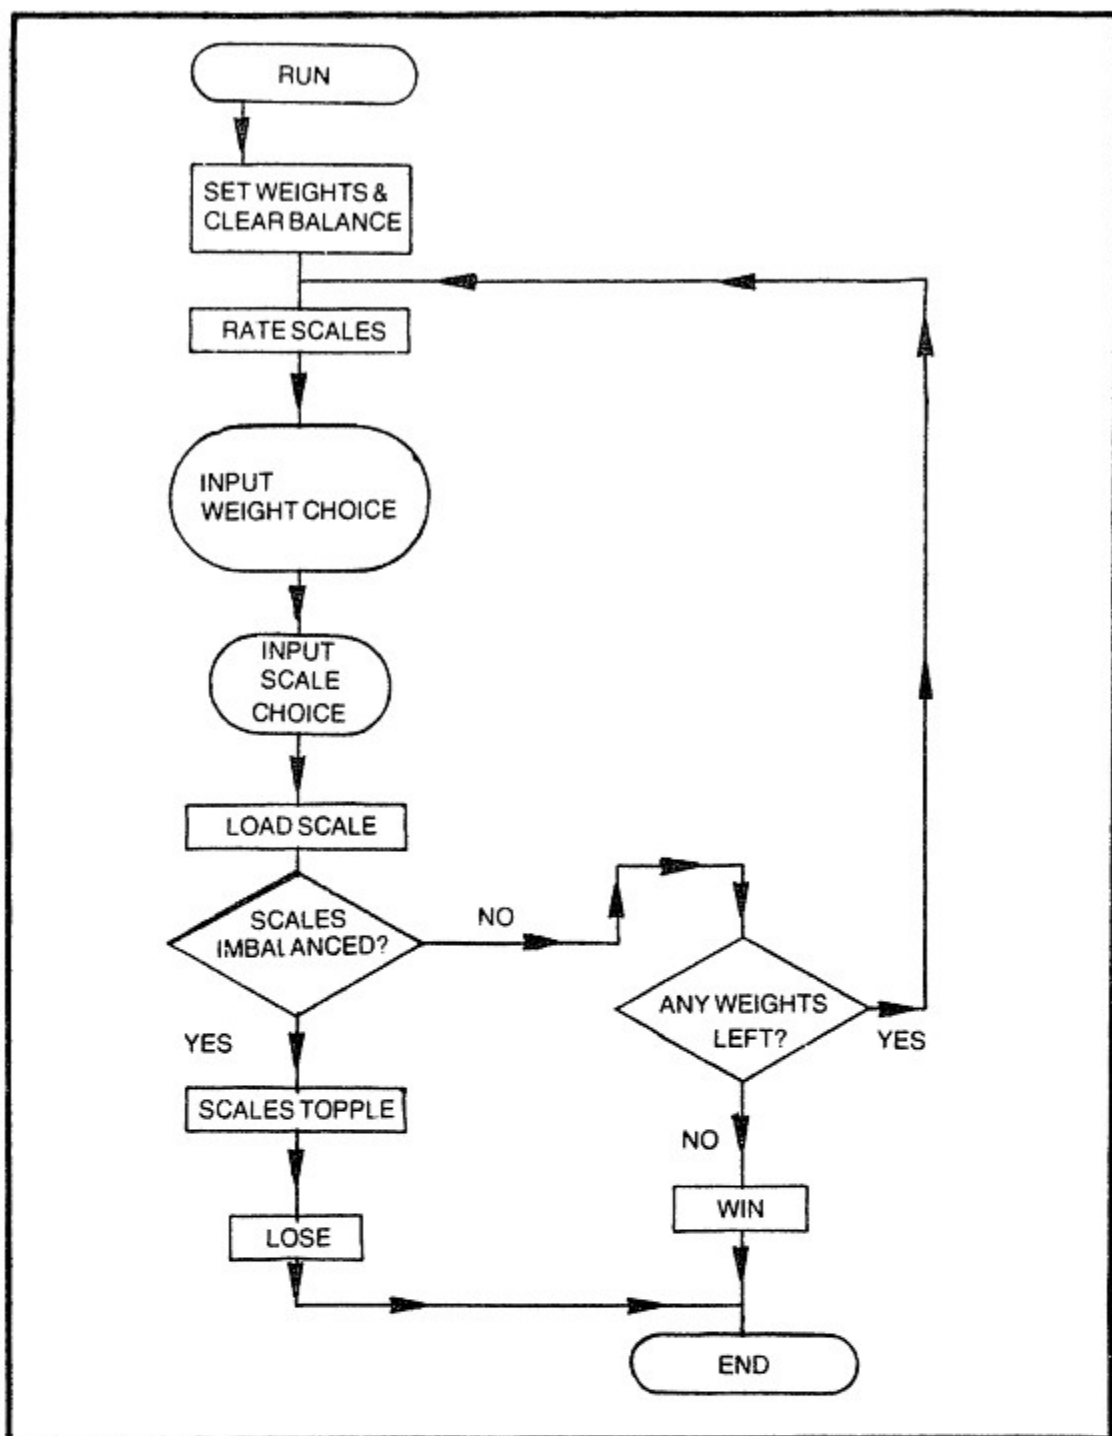 RUN
SET WEIGHTS &
CLEAR BALANCE
RATE SCALES
INPUT
WEIGHT CHOICE
INPUT
SCALE
CHOICE
LOAD SCALE
SCALES
IMBALANCED?
NO
ANY WEIGHTS
LEFT?
YES
YES
SCALES TOPPLE
NO
WIN
LOSE
END